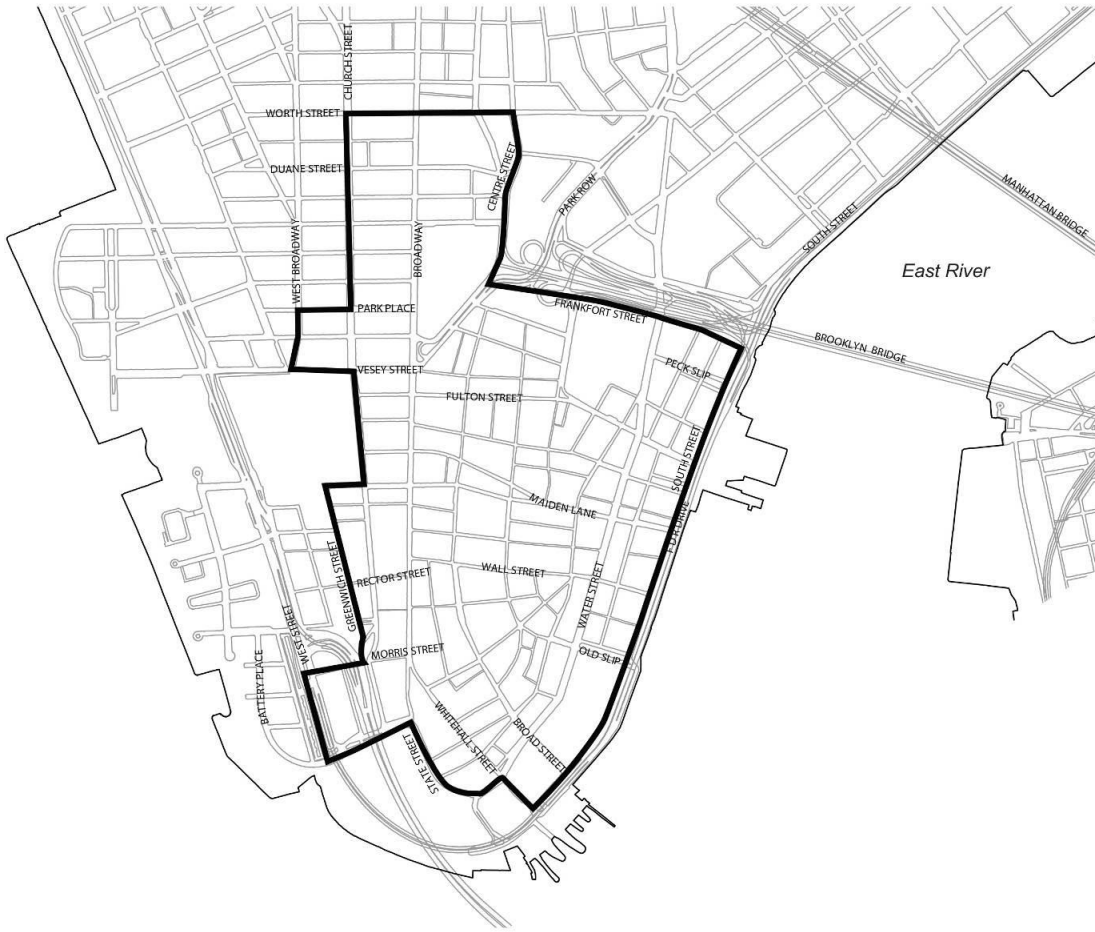 CHURCH STREET
WORTH STREET
DUANE STREET
CENTRE STREET
PARK ROW
MANHATTAN BRIDGE
SOUTH STREET
WEST BROADWAY
BROADWAY
East River
PARK PLACE
FRANKFORT STREET
BROOKLYN BRIDGE
VESEY STREET
PECK SLIP
FULTON STREET
SOUTH STREET
MAIDEN LANE
F D R DRIVE
GREENWICH STREET
RECTOR STREET
WALL STREET
WATER STREET
WEST STREET
MORRIS STREET
OLD SLIP
BATTERY PLACE
WHITEHALL STREET
BROAD STREET
STATE STREET